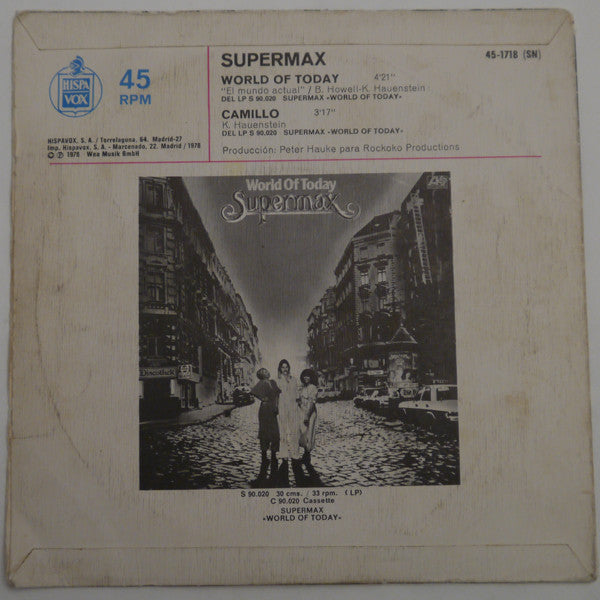 HISPA
VOX
45
RPM
HISPAVOX, S. A. / Torrelaguna, 64. Madrid-27
Imp. Hispavox, S. A. - Marcenado, 22. Madrid / 1978
© Ⓟ 1978 Wea Musik GmbH
SUPERMAX
45-1718 (SN)
WORLD OF TODAY 4'21"
"El mundo actual" / B. Howell-K. Hauenstein
DEL LP S 90.020 SUPERMAX «WORLD OF TODAY»
CAMILLO 3'17"
K. Hauenstein
DEL LP S 90.020 SUPERMAX «WORLD OF TODAY»
Producción: Peter Hauke para Rockoko Productions
World Of Today
Supermax
Discothek
S 90.020 30 cms. / 33 rpm. (LP)
C 90.020 Cassette
SUPERMAX
«WORLD OF TODAY»